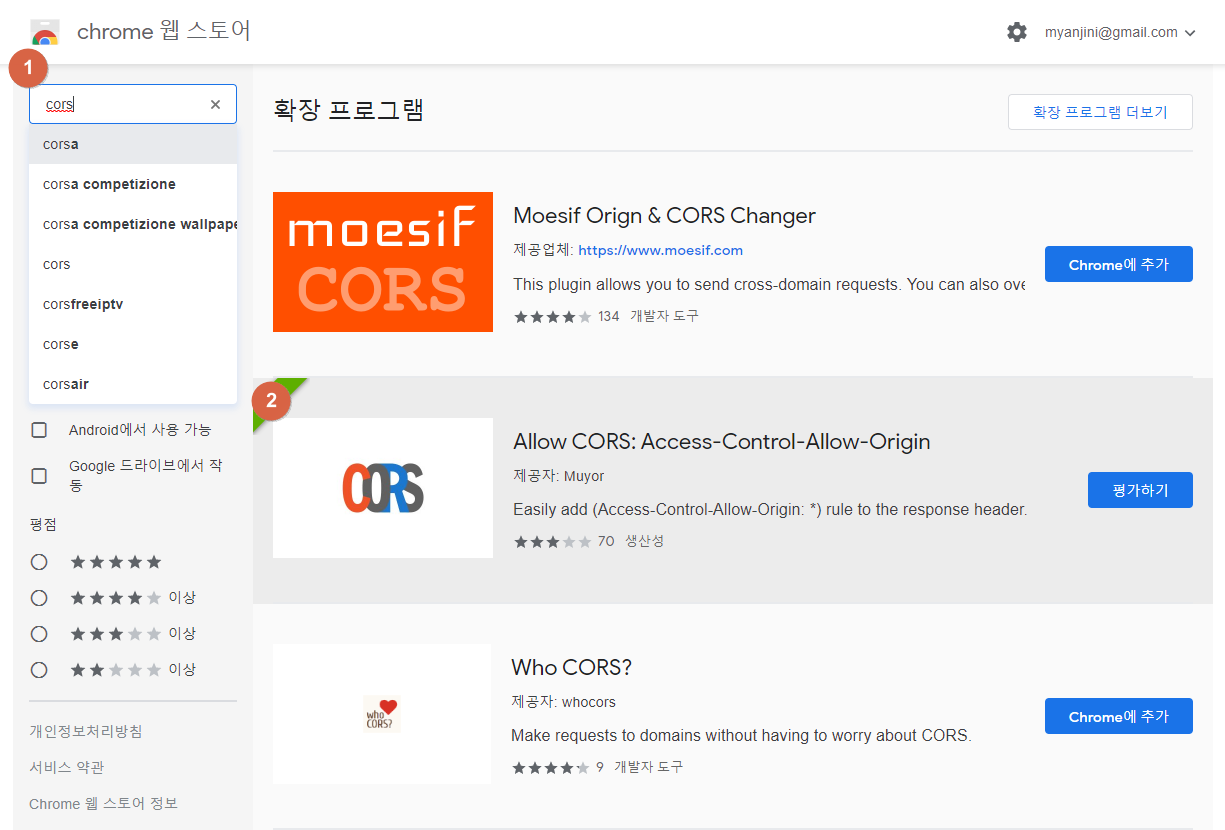 chrome 웹 스토어
myanjini@gmail.com
1
cors
corsa
corsa competizione
corsa competizione wallpape
cors
corsfreeiptv
corse
corsair
Android에서 사용 가능
Google 드라이브에서 작
동
평점
이상
이상
이상
개인정보처리방침
서비스 약관
Chrome 웹 스토어 정보
확장 프로그램
확장 프로그램 더보기
moesif
CORS
Moesif Orign & CORS Changer
제공업체: https://www.moesif.com
This plugin allows you to send cross-domain requests. You can also ove
134 개발자 도구
Chrome에 추가
2
CORS
Allow CORS: Access-Control-Allow-Origin
제공자: Muyor
Easily add (Access-Control-Allow-Origin: *) rule to the response header.
70 생산성
평가하기
who
CORS?
Who CORS?
제공자: whocors
Make requests to domains without having to worry about CORS.
9 개발자 도구
Chrome에 추가